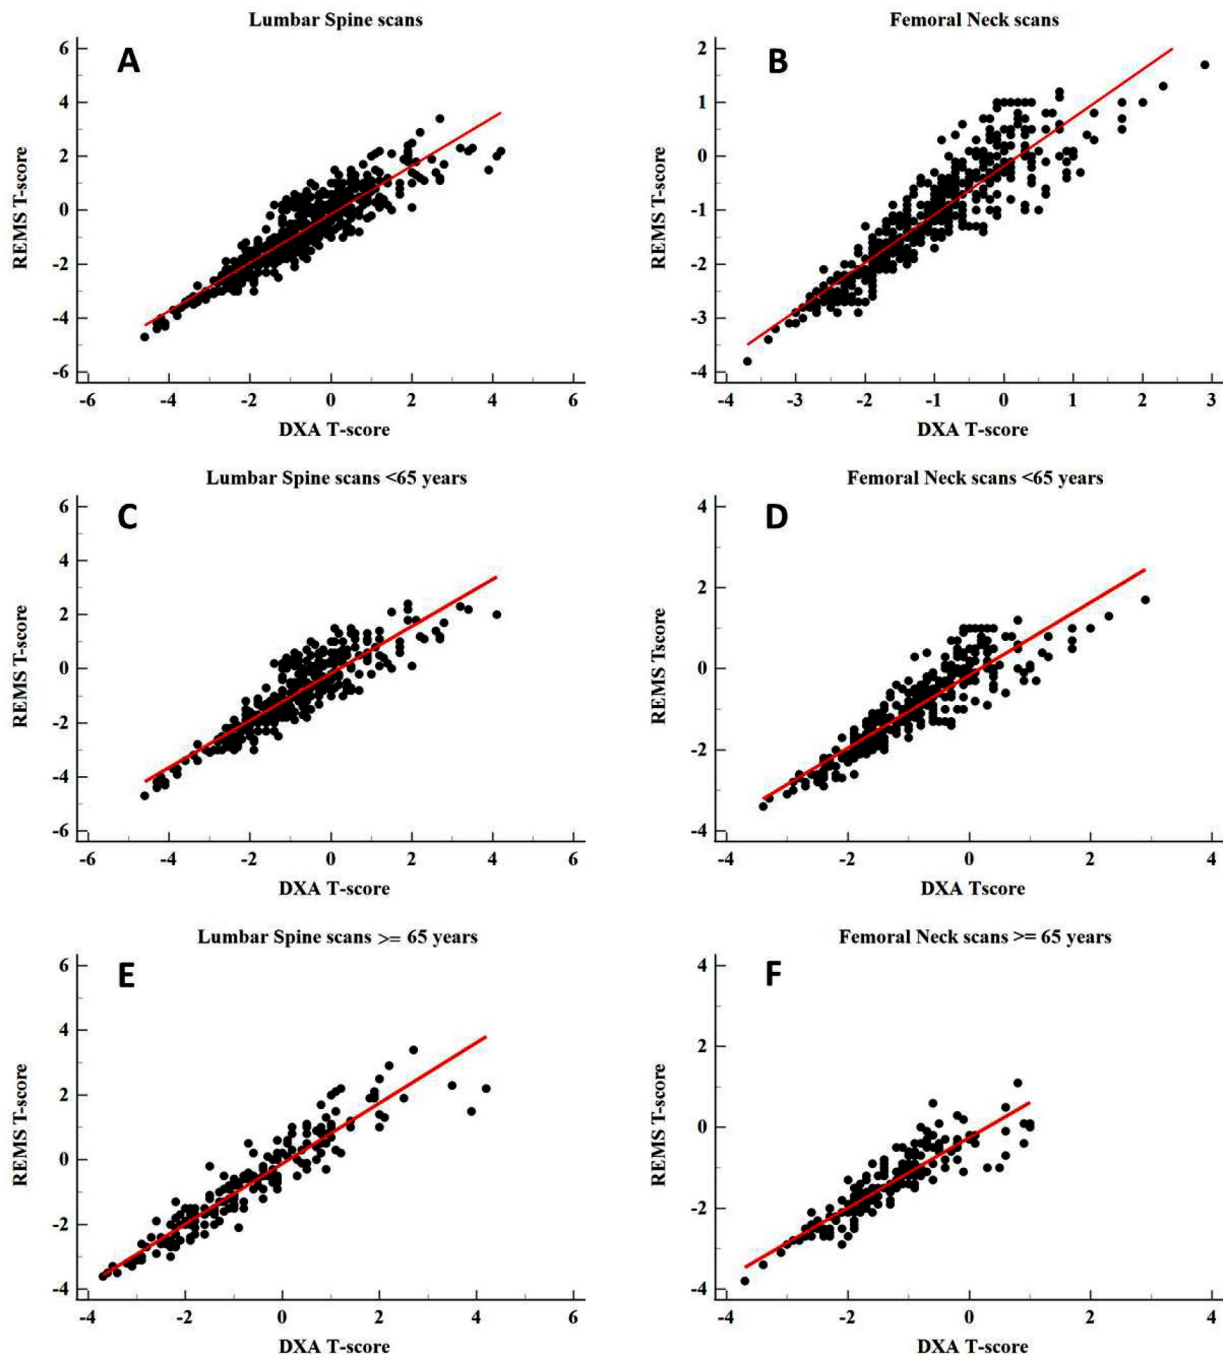 Lumbar Spine scans
A
6
4
2
0
-2
-4
-6
REMS T-score
-6 -4 -2 0 2 4 6
DXA T-score
Femoral Neck scans
B
2
1
0
-1
-2
-3
-4
REMS T-score
-4 -3 -2 -1 0 1 2 3
DXA T-score
Lumbar Spine scans <65 years
C
6
4
2
0
-2
-4
-6
REMS T-score
-6 -4 -2 0 2 4 6
DXA T-score
Femoral Neck scans <65 years
D
4
2
0
-2
-4
REMS Tscore
-4 -2 0 2 4
DXA Tscore
Lumbar Spine scans >= 65 years
E
6
4
2
0
-2
-4
REMS T-score
-4 -2 0 2 4 6
DXA T-score
Femoral Neck scans >= 65 years
F
4
2
0
-2
-4
REMS T-score
-4 -2 0 2 4
DXA T-score